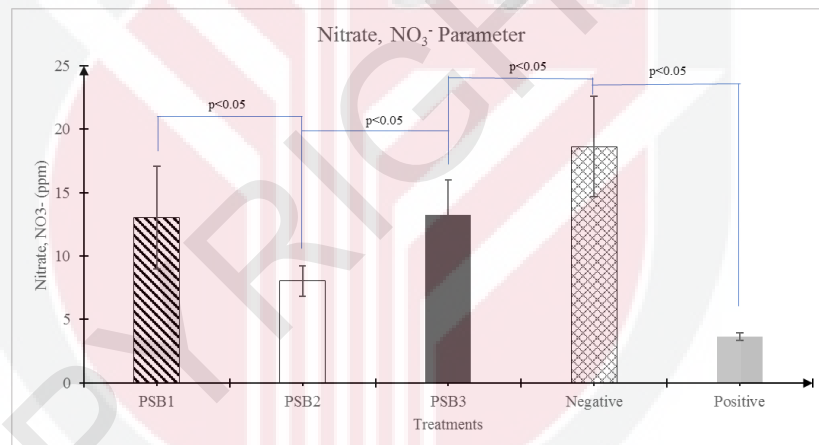 Nitrate, NO₃⁻ Parameter
25
20
15
10
5
0
Nitrate, NO3- (ppm)
p<0.05
p<0.05
p<0.05
p<0.05
PSB1
PSB2
PSB3
Negative
Positive
Treatments
PYRIGH